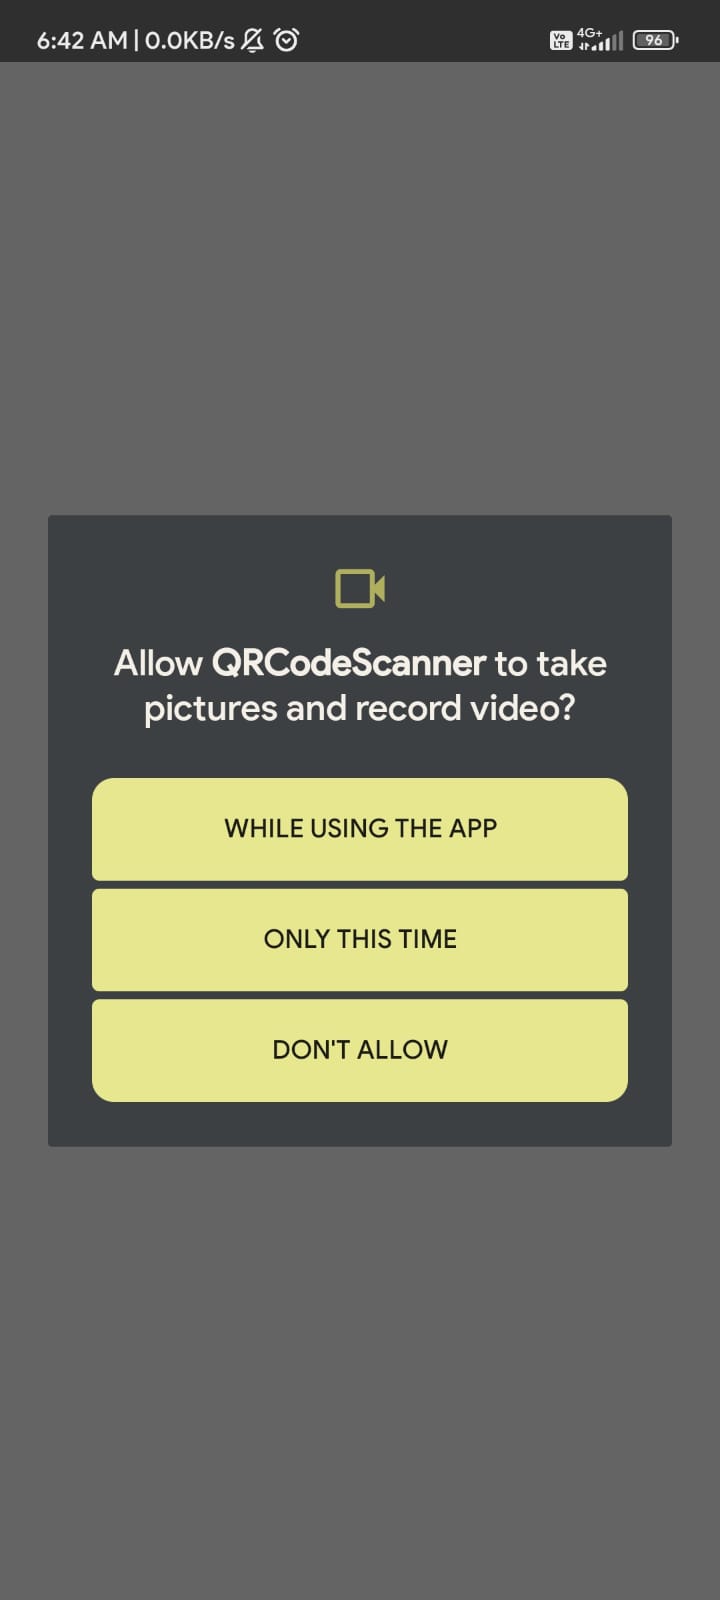 6:42 AM | 0.0KB/s Vo LTE 4G+ 96
Allow QRCodeScanner to take
pictures and record video?
WHILE USING THE APP
ONLY THIS TIME
DON'T ALLOW